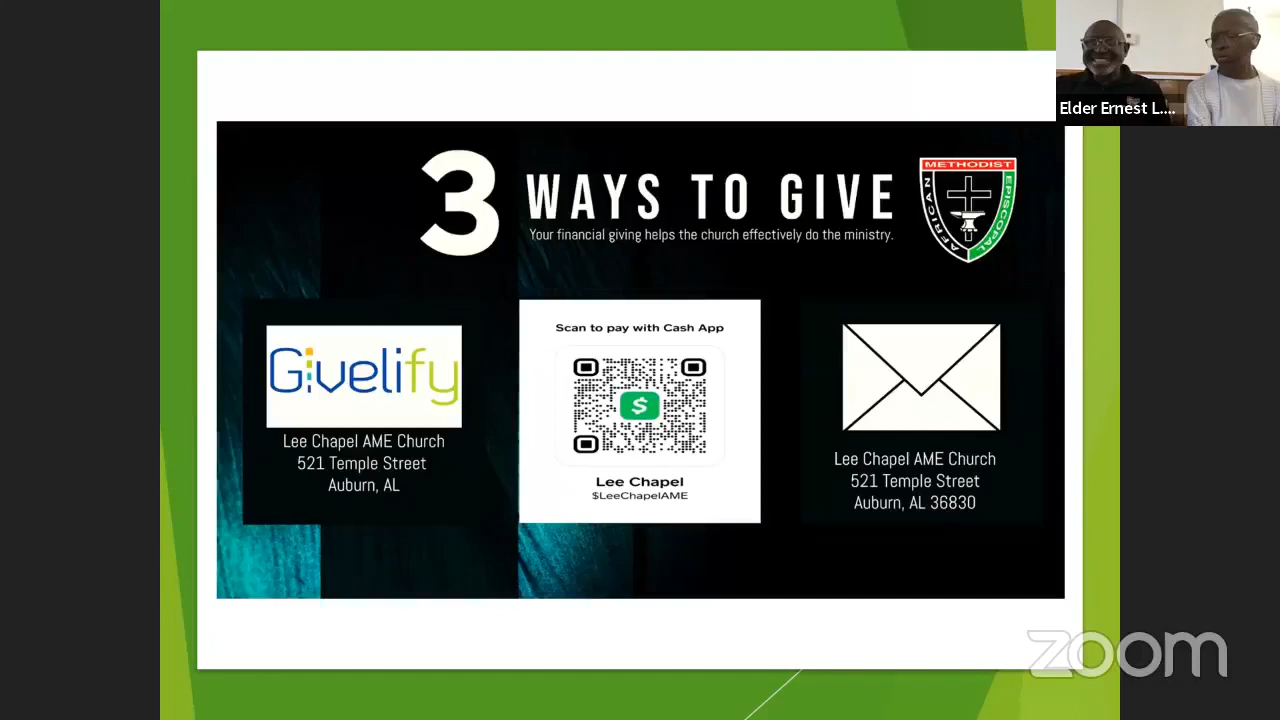 Elder Ernest L....
3 WAYS TO GIVE
Your financial giving helps the church effectively do the ministry.
METHODIST
AFRICAN
EPISCOPAL
Givelify
Lee Chapel AME Church
521 Temple Street
Auburn, AL
Scan to pay with Cash App
$
Lee Chapel
$LeeChapelAME
Lee Chapel AME Church
521 Temple Street
Auburn, AL 36830
zoom